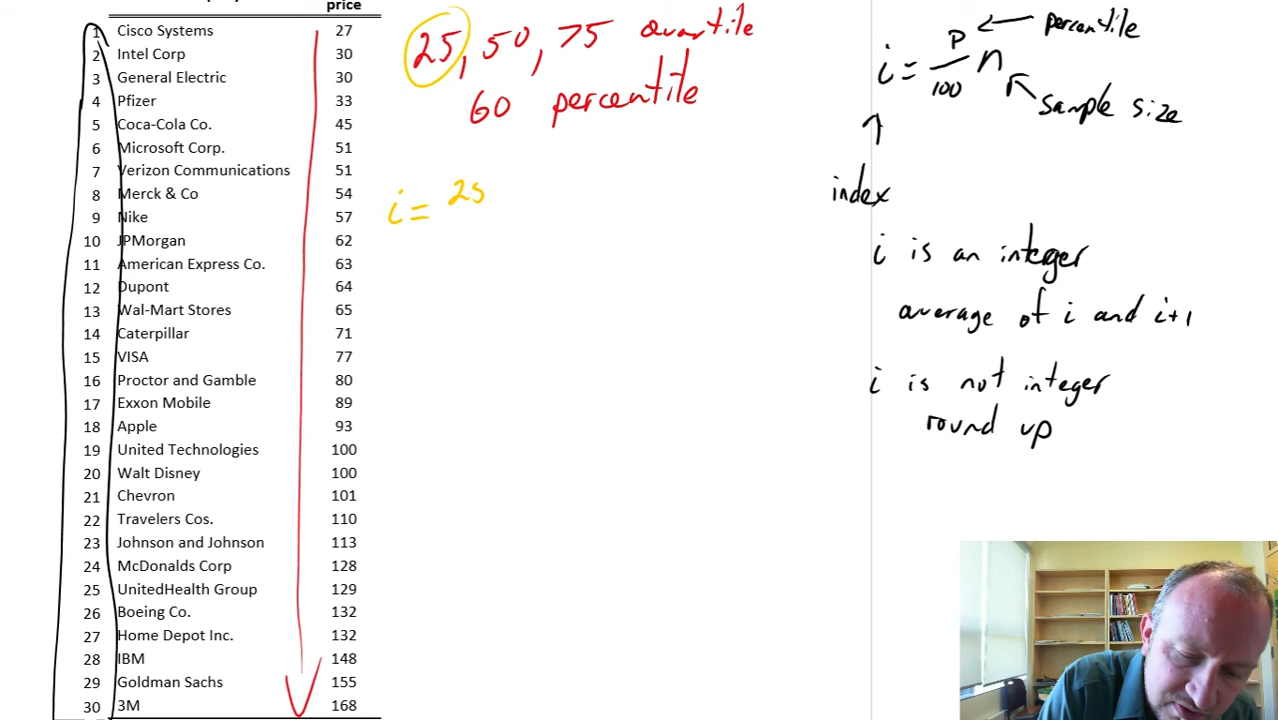 price
1 Cisco Systems 27
2 Intel Corp 30
3 General Electric 30
4 Pfizer 33
5 Coca-Cola Co. 45
6 Microsoft Corp. 51
7 Verizon Communications 51
8 Merck & Co 54
9 Nike 57
10 JPMorgan 62
11 American Express Co. 63
12 Dupont 64
13 Wal-Mart Stores 65
14 Caterpillar 71
15 VISA 77
16 Proctor and Gamble 80
17 Exxon Mobile 89
18 Apple 93
19 United Technologies 100
20 Walt Disney 100
21 Chevron 101
22 Travelers Cos. 110
23 Johnson and Johnson 113
24 McDonalds Corp 128
25 UnitedHealth Group 129
26 Boeing Co. 132
27 Home Depot Inc. 132
28 IBM 148
29 Goldman Sachs 155
30 3M 168
25, 50, 75 quartile
60 percentile
i = 25
percentile
i = P/100 n
sample size
index
i is an integer
average of i and i+1
i is not integer
round up